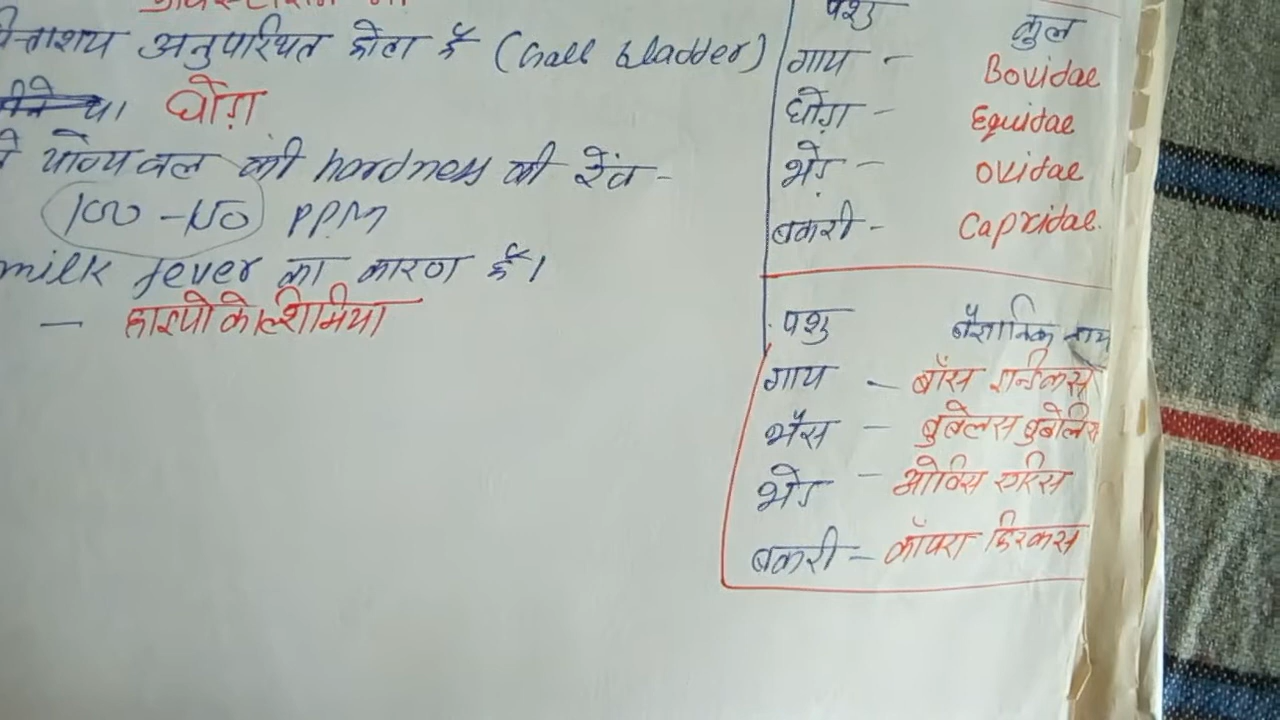 पित्ताशय अनुपस्थित होता है (Gall bladder)
घोड़ा
योग्य जल की hardness की रेंज -
100 - 150 PPM
milk fever का कारण है।
- हाइपोकेल्शिमिया
पशु कुल
गाय - Bovidae
घोड़ा - Equidae
भेड़ - Ovidae
बकरी - Capridae.
पशु वैज्ञानिक नाम
गाय - बॉस इन्डिकस
भैंस - बुबेलस बुबेलिस
भेड - ओविस एरिस
बकरी - कॉपरा हिरकस